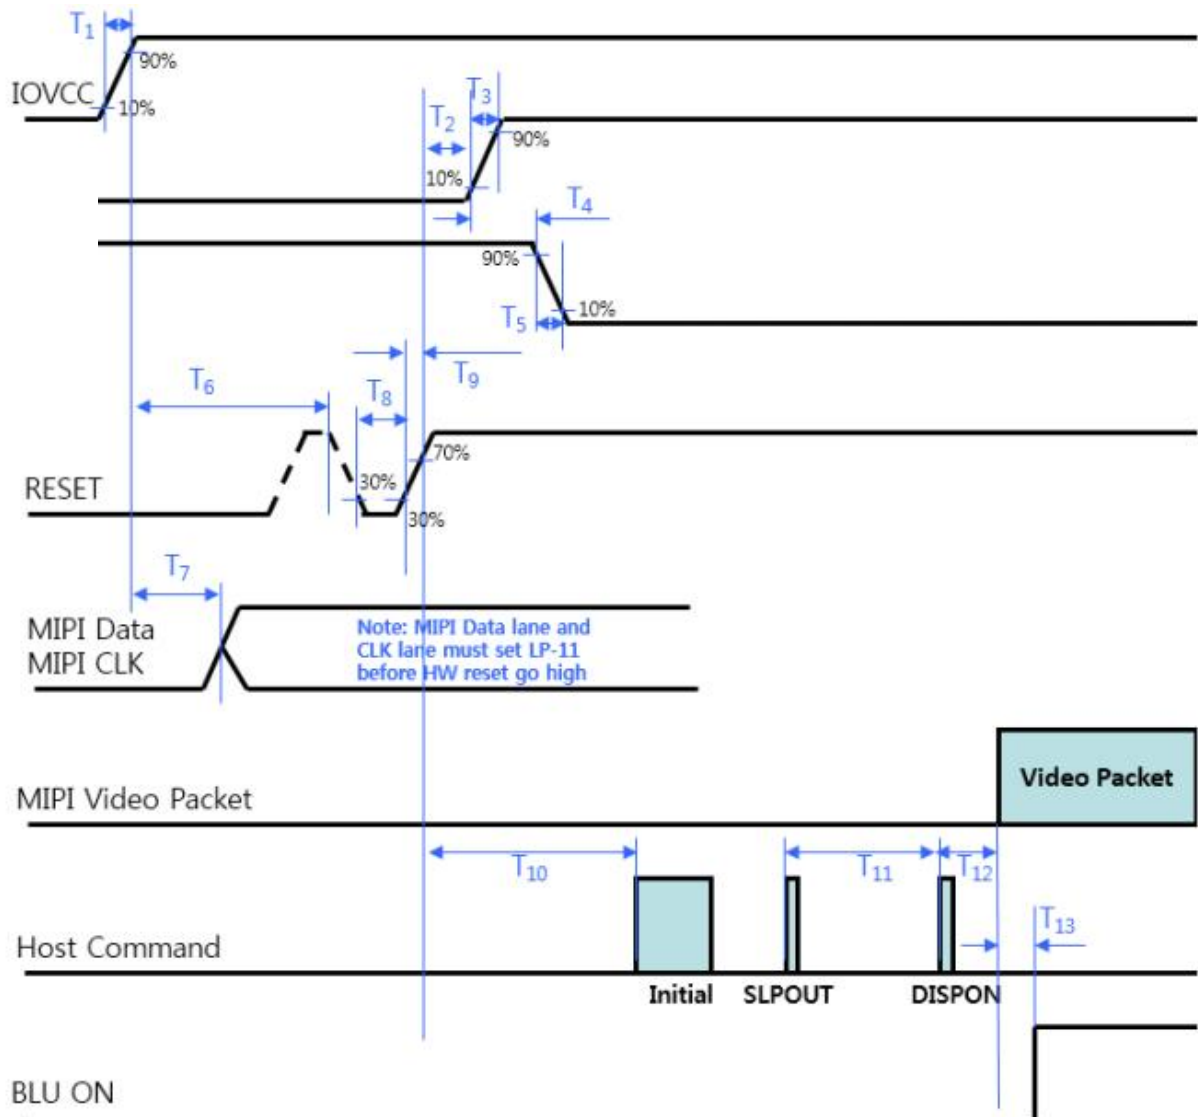 T1
90%
IOVCC
10%
T3
T2
90%
10%
T4
90%
10%
T5
T9
T6
T8
70%
30%
RESET
30%
T7
MIPI Data
MIPI CLK
Note: MIPI Data lane and
CLK lane must set LP-11
before HW reset go high
Video Packet
MIPI Video Packet
T10
T11
T12
T13
Host Command
Initial
SLPOUT
DISPON
BLU ON